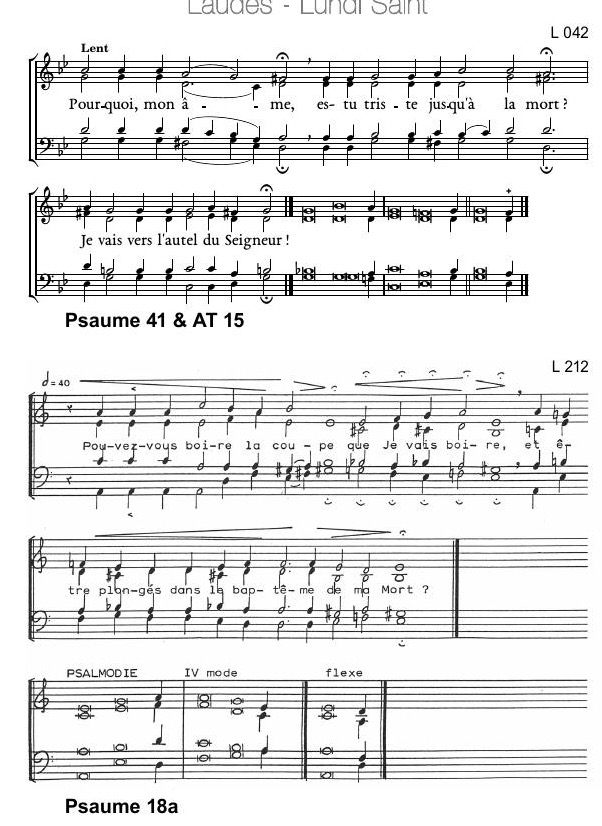 Laudes - Lundi Saint
L 042
Lent
Pour-quoi, mon â - - me, es- tu tris - te jusqu'à la mort ?
Je vais vers l'autel du Seigneur !
Psaume 41 & AT 15
L 212
♩=40
Pou-vez-vous boi-re la cou-pe que Je vais boi-re, et ê-
tre plon-gés dans le bap-tê-me de ma Mort ?
PSALMODIE IV mode flexe
Psaume 18a